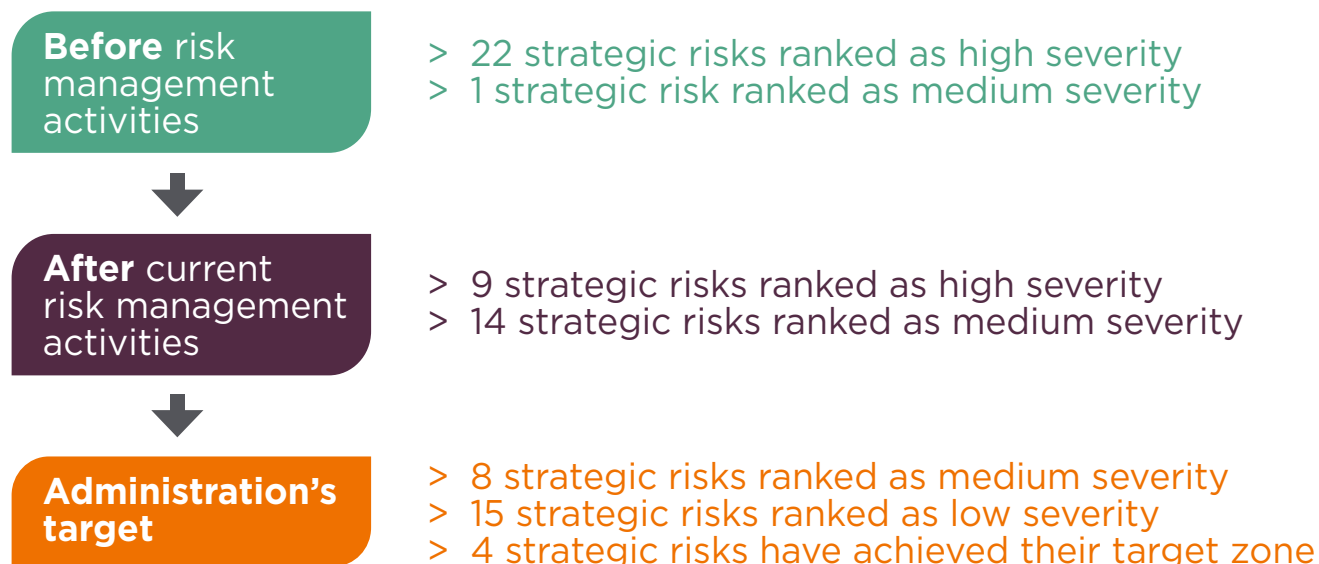 Before risk
management
activities
> 22 strategic risks ranked as high severity
> 1 strategic risk ranked as medium severity
After current
risk management
activities
> 9 strategic risks ranked as high severity
> 14 strategic risks ranked as medium severity
Administration's
target
> 8 strategic risks ranked as medium severity
> 15 strategic risks ranked as low severity
> 4 strategic risks have achieved their target zone